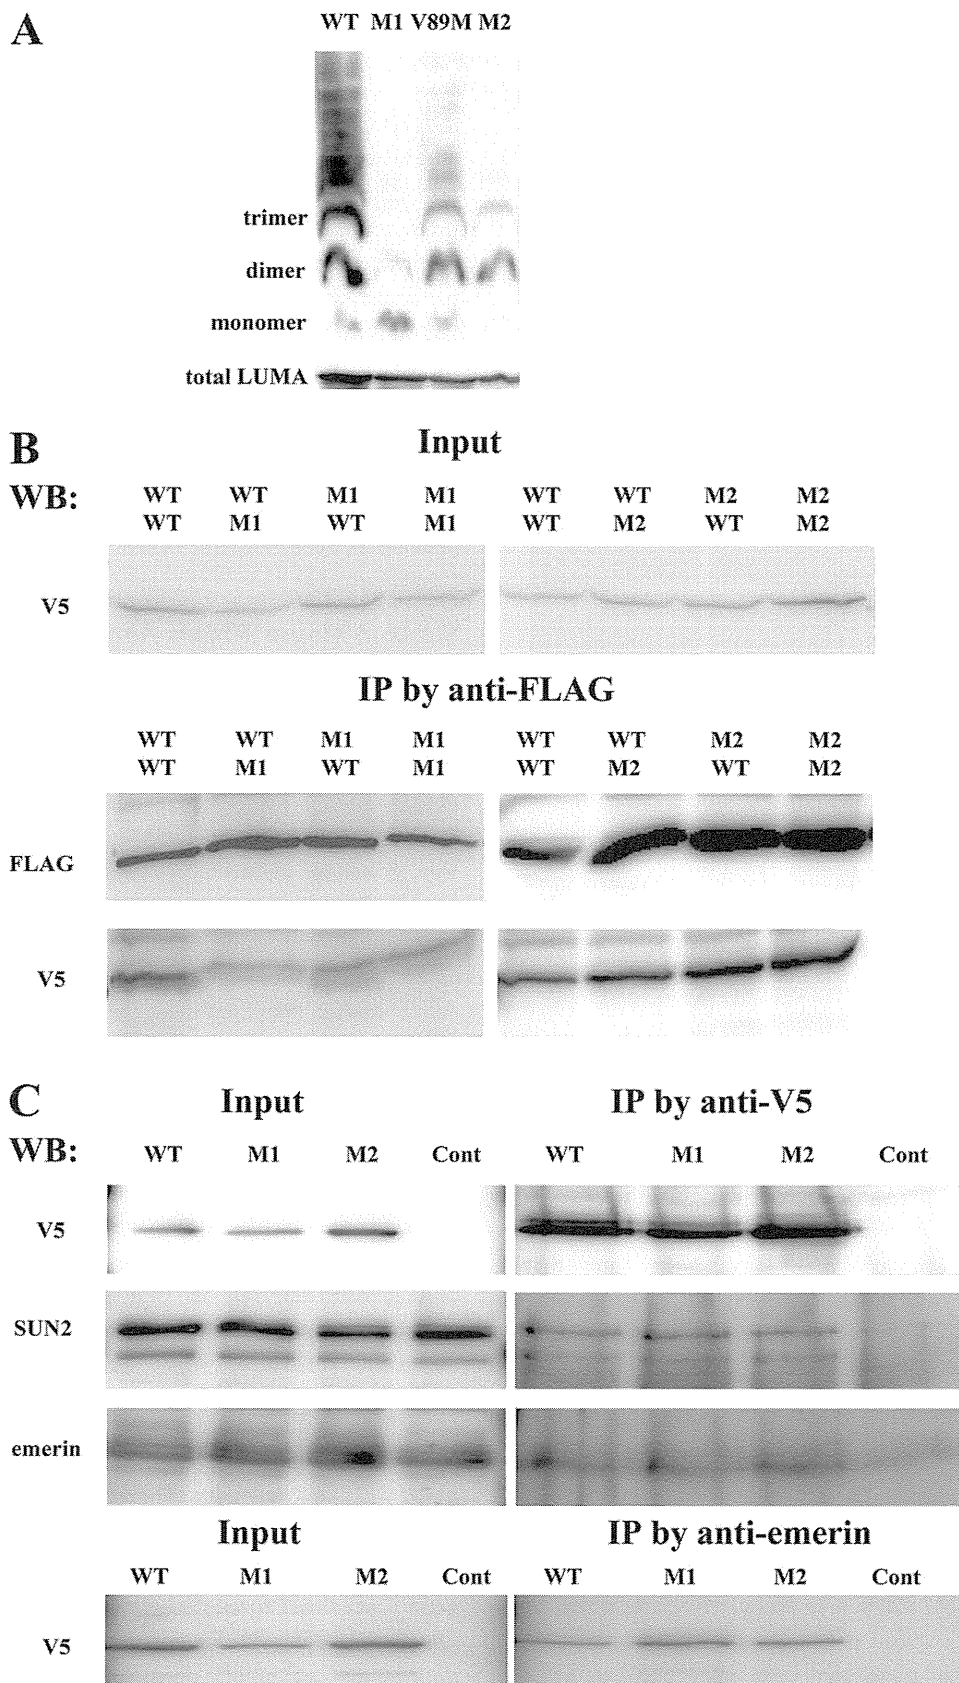 A
WT M1 V89M M2
trimer
dimer
monomer
total LUMA
B
Input
WB:
WT WT M1 M1 WT WT M2 M2
WT M1 WT M1 WT M2 WT M2
V5
IP by anti-FLAG
WT WT M1 M1 WT WT M2 M2
WT M1 WT M1 WT M2 WT M2
FLAG
V5
C
Input IP by anti-V5
WB: WT M1 M2 Cont WT M1 M2 Cont
V5
SUN2
emerin
Input IP by anti-emerin
WT M1 M2 Cont WT M1 M2 Cont
V5